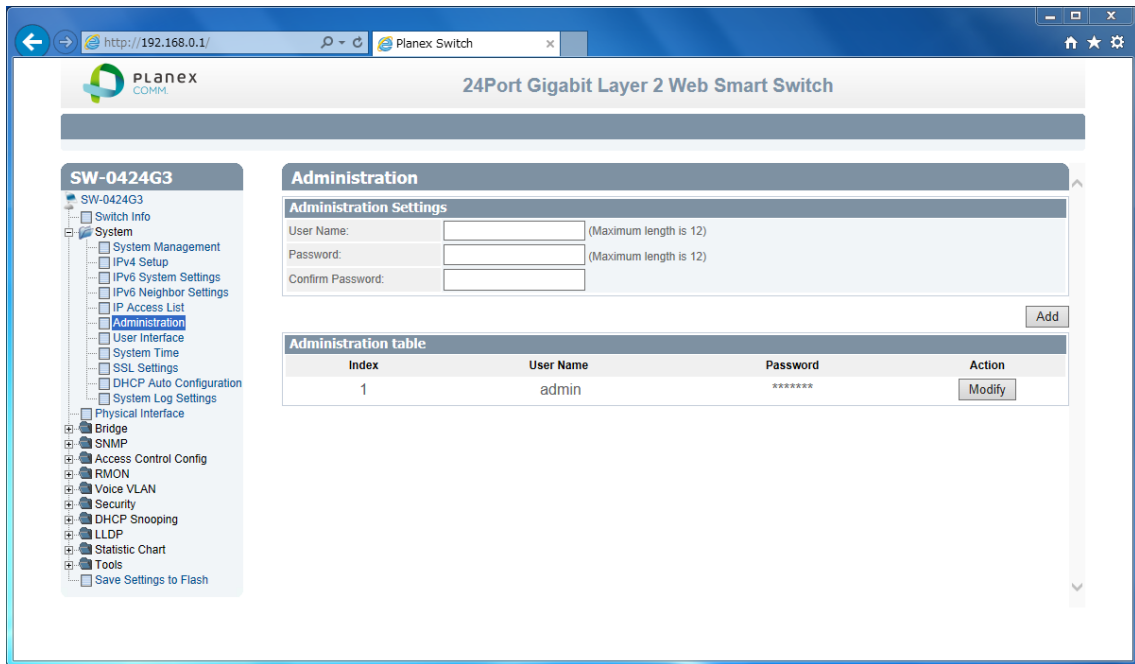 http://192.168.0.1/
Planex Switch
PLANEX
COMM.
24Port Gigabit Layer 2 Web Smart Switch
SW-0424G3
SW-0424G3
Switch Info
System
System Management
IPv4 Setup
IPv6 System Settings
IPv6 Neighbor Settings
IP Access List
Administration
User Interface
System Time
SSL Settings
DHCP Auto Configuration
System Log Settings
Physical Interface
Bridge
SNMP
Access Control Config
RMON
Voice VLAN
Security
DHCP Snooping
LLDP
Statistic Chart
Tools
Save Settings to Flash
Administration
Administration Settings
User Name: (Maximum length is 12)
Password: (Maximum length is 12)
Confirm Password:
Add
Administration table
Index User Name Password Action
1 admin ******* Modify